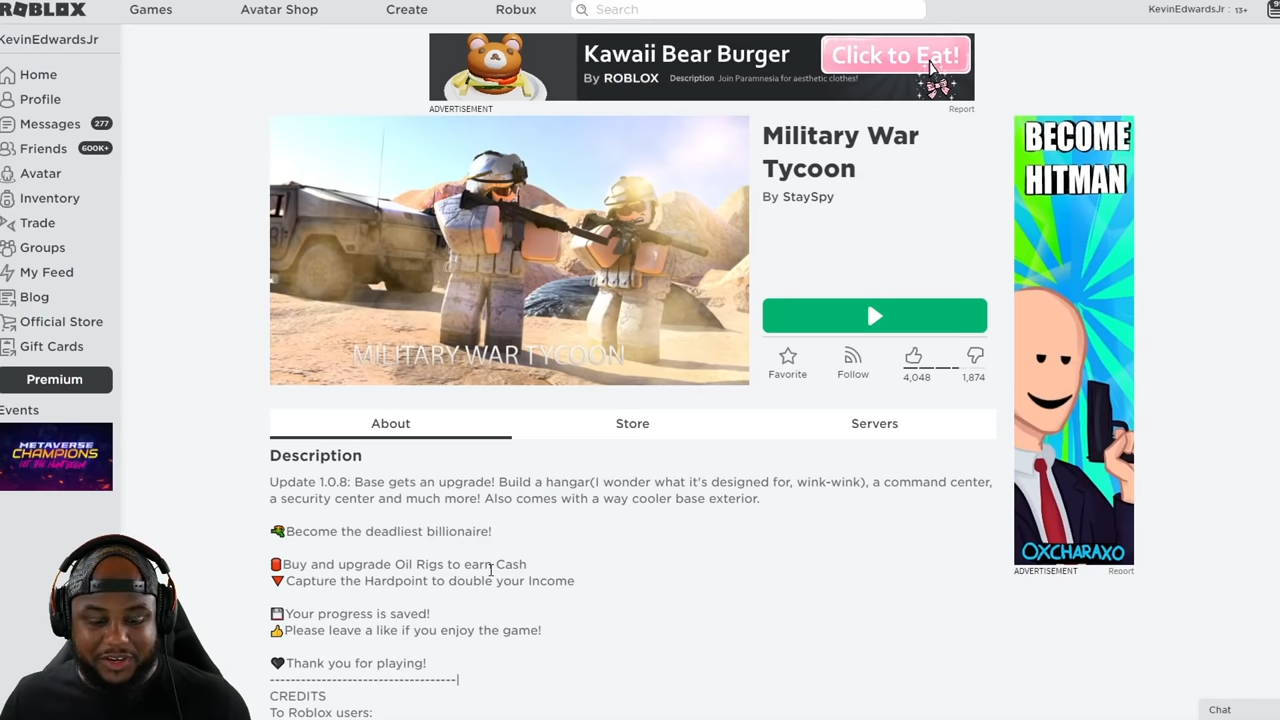 ROBLOX
Games
Avatar Shop
Create
Robux
Search
KevinEdwardsJr : 13+
KevinEdwardsJr
Home
Profile
Messages
277
Friends
600K+
Avatar
Inventory
Trade
Groups
My Feed
Blog
Official Store
Gift Cards
Premium
Events
METAVERSE
CHAMPIONS
Kawaii Bear Burger
By ROBLOX
Description Join Paramnesia for aesthetic clothes!
Click to Eat!
ADVERTISEMENT
Report
MILITARY WAR TYCOON
Military War
Tycoon
By StaySpy
Favorite
Follow
4,048
1,874
BECOME
HITMAN
OXCHARAXO
ADVERTISEMENT
Report
About
Store
Servers
Description
Update 1.0.8: Base gets an upgrade! Build a hangar(I wonder what it's designed for, wink-wink), a command center,
a security center and much more! Also comes with a way cooler base exterior.
🔫Become the deadliest billionaire!
🛢Buy and upgrade Oil Rigs to earn Cash
🔻Capture the Hardpoint to double your Income
💾Your progress is saved!
👍Please leave a like if you enjoy the game!
🖤Thank you for playing!
-----------------------------------|
CREDITS
To Roblox users:
Chat